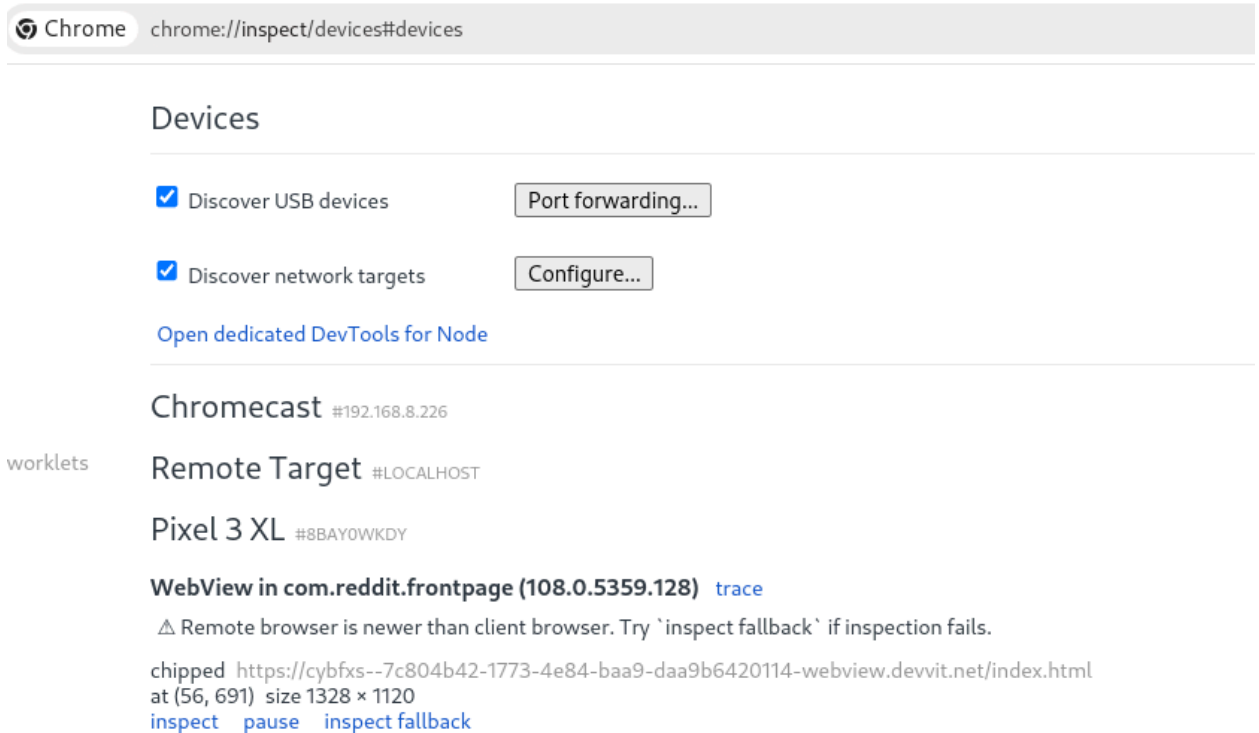 Chrome chrome://inspect/devices#devices
Devices
Discover USB devices Port forwarding...
Discover network targets Configure...
Open dedicated DevTools for Node
Chromecast #192.168.8.226
worklets Remote Target #LOCALHOST
Pixel 3 XL #8BAY0WKDY
WebView in com.reddit.frontpage (108.0.5359.128) trace
⚠ Remote browser is newer than client browser. Try `inspect fallback` if inspection fails.
chipped https://cybfxs--7c804b42-1773-4e84-baa9-daa9b6420114-webview.devvit.net/index.html
at (56, 691) size 1328 × 1120
inspect pause inspect fallback